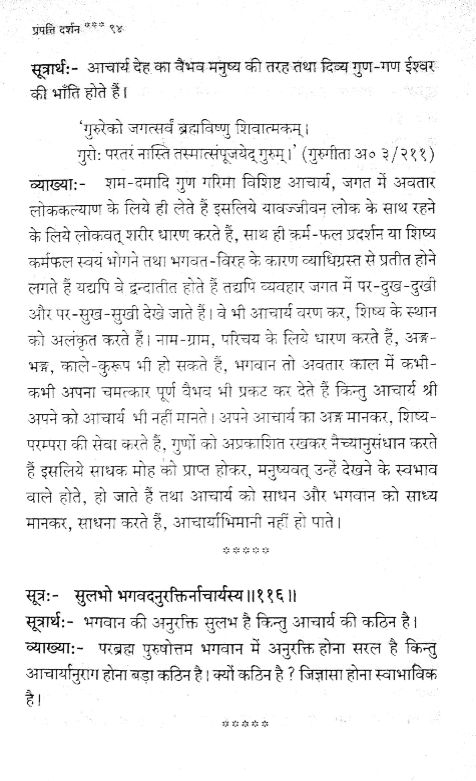 प्रपत्ति दर्शन *** ९४
सूत्रार्थः- आचार्य देह का वैभव मनुष्य की तरह तथा दिव्य गुण-गण ईश्वर
की भाँति होते हैं।
‘गुरुरेको जगत्सर्वं ब्रह्मविष्णु शिवात्मकम्।
गुरोः परतरं नास्ति तस्मात्संपूजयेद् गुरुम्।’ (गुरुगीता अ० ३/२११)
व्याख्याः- शम-दमादि गुण गरिमा विशिष्ट आचार्य, जगत में अवतार
लोककल्याण के लिये ही लेते हैं इसलिये यावज्जीवन लोक के साथ रहने
के लिये लोकवत् शरीर धारण करते हैं, साथ ही कर्म-फल प्रदर्शन या शिष्य
कर्मफल स्वयं भोगने तथा भगवत-विरह के कारण व्याधिग्रस्त से प्रतीत होने
लगते हैं यद्यपि वे द्वन्दातीत होते हैं तद्यपि व्यवहार जगत में पर-दुख-दुखी
और पर-सुख-सुखी देखे जाते हैं। वे भी आचार्य वरण कर, शिष्य के स्थान
को अलंकृत करते हैं। नाम-ग्राम, परिचय के लिये धारण करते हैं, अङ्ग-
भङ्ग, काले-कुरूप भी हो सकते हैं, भगवान तो अवतार काल में कभी-
कभी अपना चमत्कार पूर्ण वैभव भी प्रकट कर देते हैं किन्तु आचार्य श्री
अपने को आचार्य भी नहीं मानते। अपने आचार्य का अङ्ग मानकर, शिष्य-
परम्परा की सेवा करते हैं, गुणों को अप्रकाशित रखकर नैच्यानुसंधान करते
हैं इसलिये साधक मोह को प्राप्त होकर, मनुष्यवत् उन्हें देखने के स्वभाव
वाले होते, हो जाते हैं तथा आचार्य को साधन और भगवान को साध्य
मानकर, साधना करते हैं, आचार्याभिमानी नहीं हो पाते।
*****
सूत्रः- सुलभो भगवदनुरक्तिर्नाचार्यस्य॥११६॥
सूत्रार्थः- भगवान की अनुरक्ति सुलभ है किन्तु आचार्य की कठिन है।
व्याख्याः- परब्रह्म पुरुषोत्तम भगवान में अनुरक्ति होना सरल है किन्तु
आचार्यानुराग होना बड़ा कठिन है। क्यों कठिन है ? जिज्ञासा होना स्वाभाविक
है।
*****